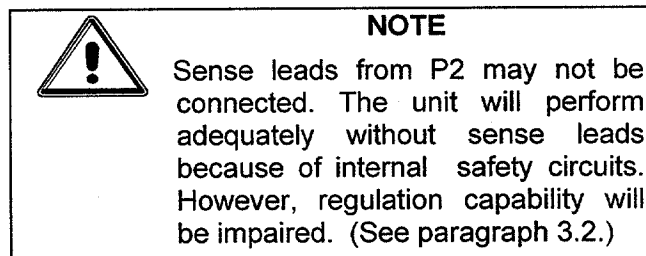 NOTE
Sense leads from P2 may not be
connected. The unit will perform
adequately without sense leads
because of internal safety circuits.
However, regulation capability will
be impaired. (See paragraph 3.2.)